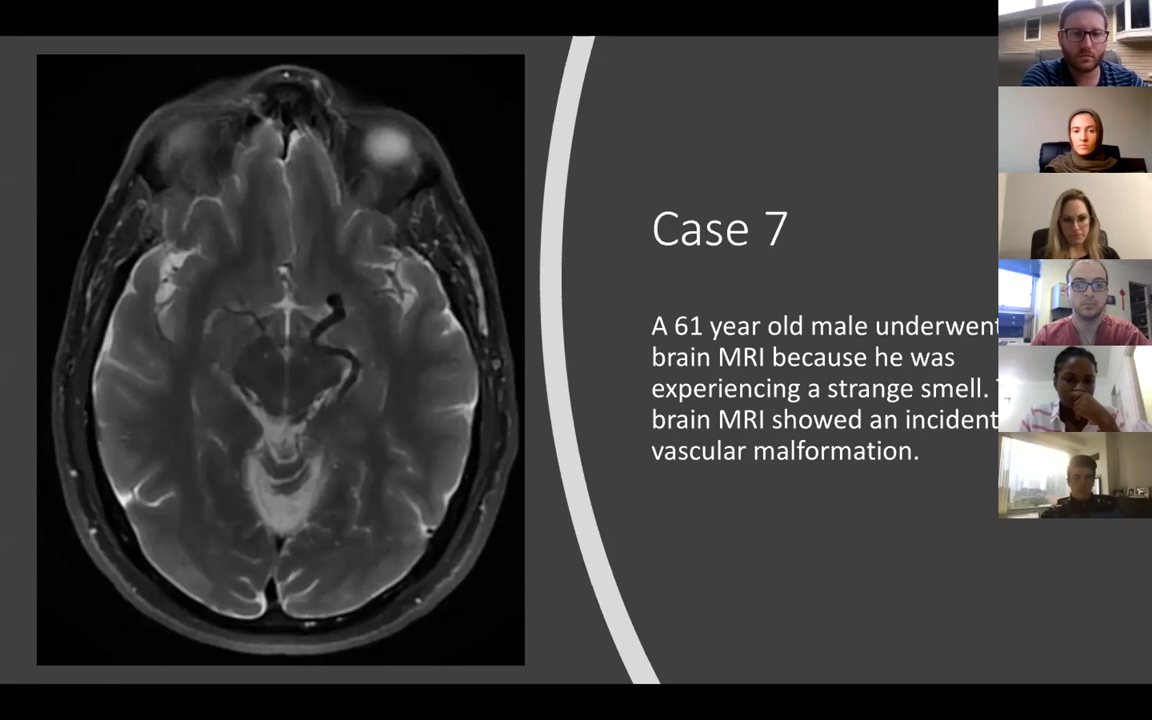 Case 7
A 61 year old male underwent
brain MRI because he was
experiencing a strange smell.
brain MRI showed an incident
vascular malformation.